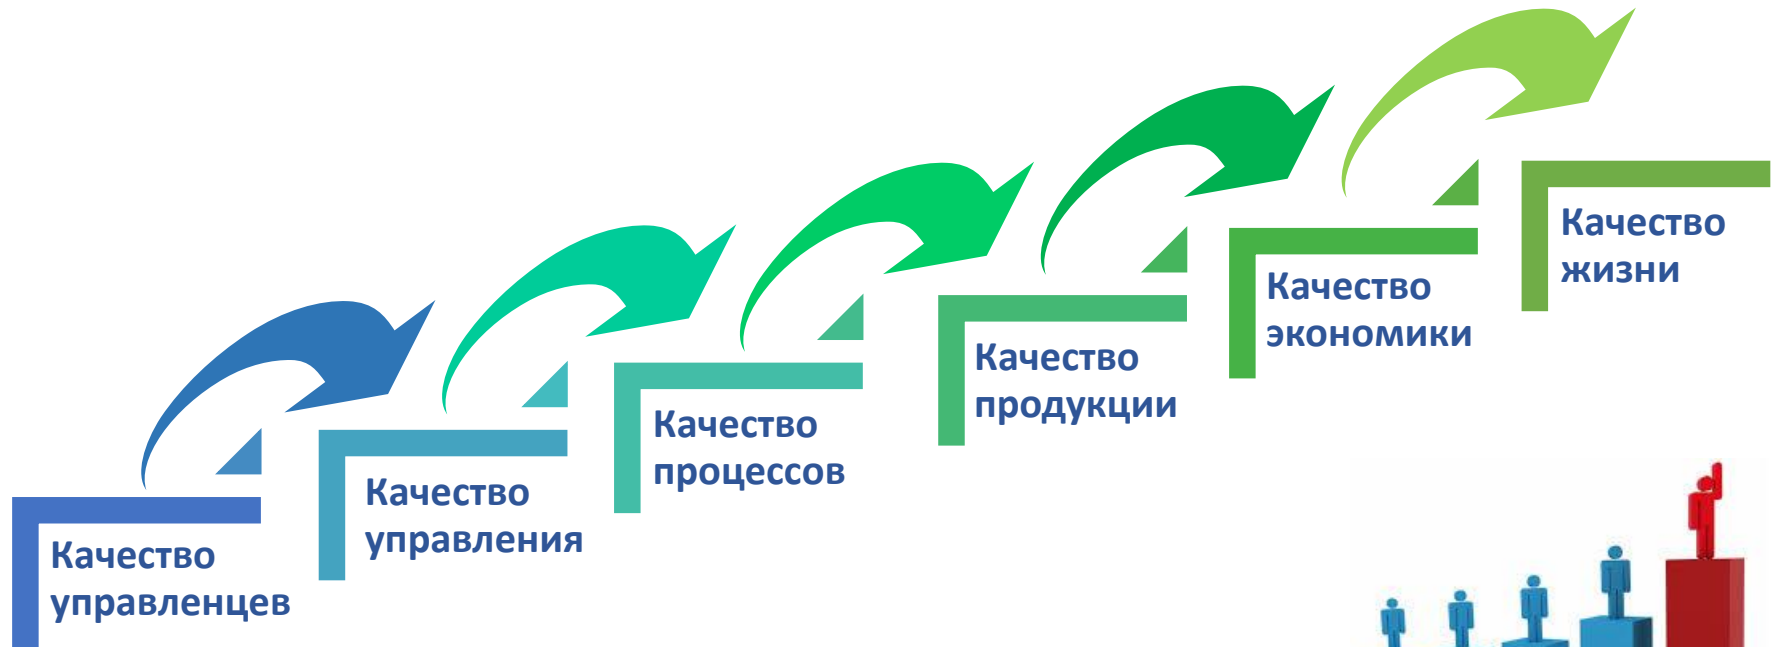 Качество
управленцев
Качество
управления
Качество
процессов
Качество
продукции
Качество
экономики
Качество
жизни